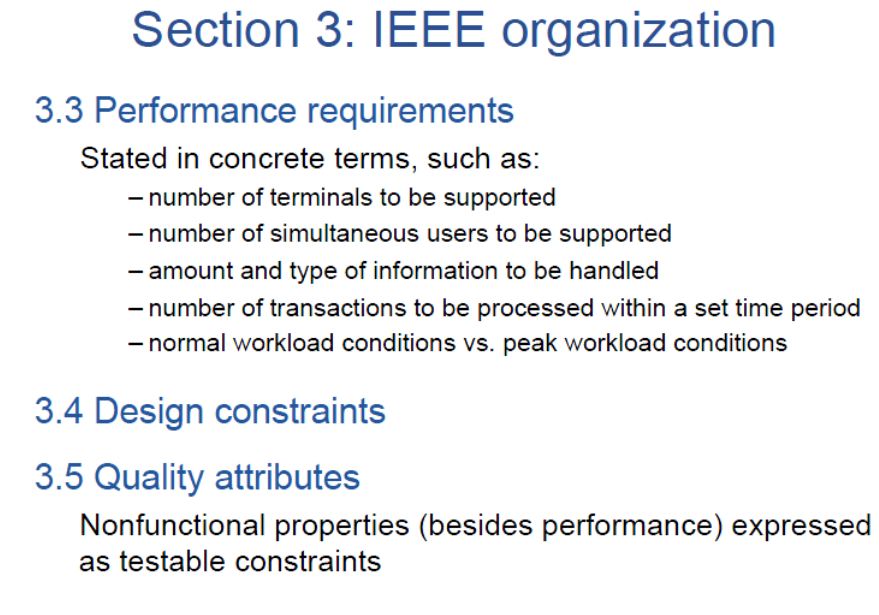 Section 3: IEEE organization
3.3 Performance requirements
Stated in concrete terms, such as:
– number of terminals to be supported
– number of simultaneous users to be supported
– amount and type of information to be handled
– number of transactions to be processed within a set time period
– normal workload conditions vs. peak workload conditions
3.4 Design constraints
3.5 Quality attributes
Nonfunctional properties (besides performance) expressed
as testable constraints